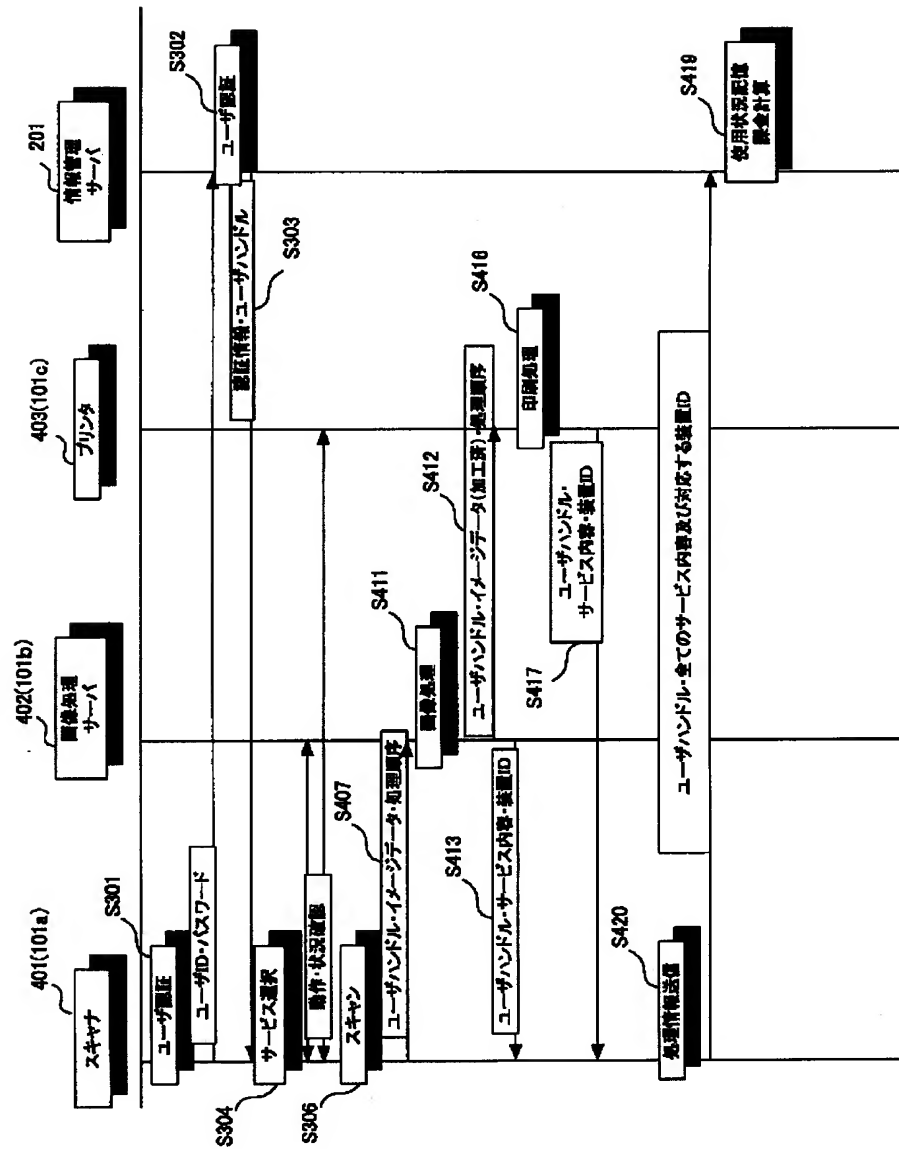 401(101a)
スキャナ
402(101b)
画像処理
サーバ
403(101c)
プリンタ
201
情報管理
サーバ
S301
ユーザ認証
ユーザID・パスワード
S302
ユーザ認証
認証情報・ユーザハンドル
S303
サービス選択
S304
動作・状況確認
スキャン
S306
ユーザハンドル・イメージデータ・処理順序
S407
画像処理
S411
ユーザハンドル・イメージデータ(加工済)・処理順序
S412
ユーザハンドル・サービス内容・装置ID
S413
印刷処理
S416
ユーザハンドル・
サービス内容・装置ID
S417
処理情報送信
S420
ユーザハンドル・全てのサービス内容及び対応する装置ID
使用状況記憶
課金計算
S419